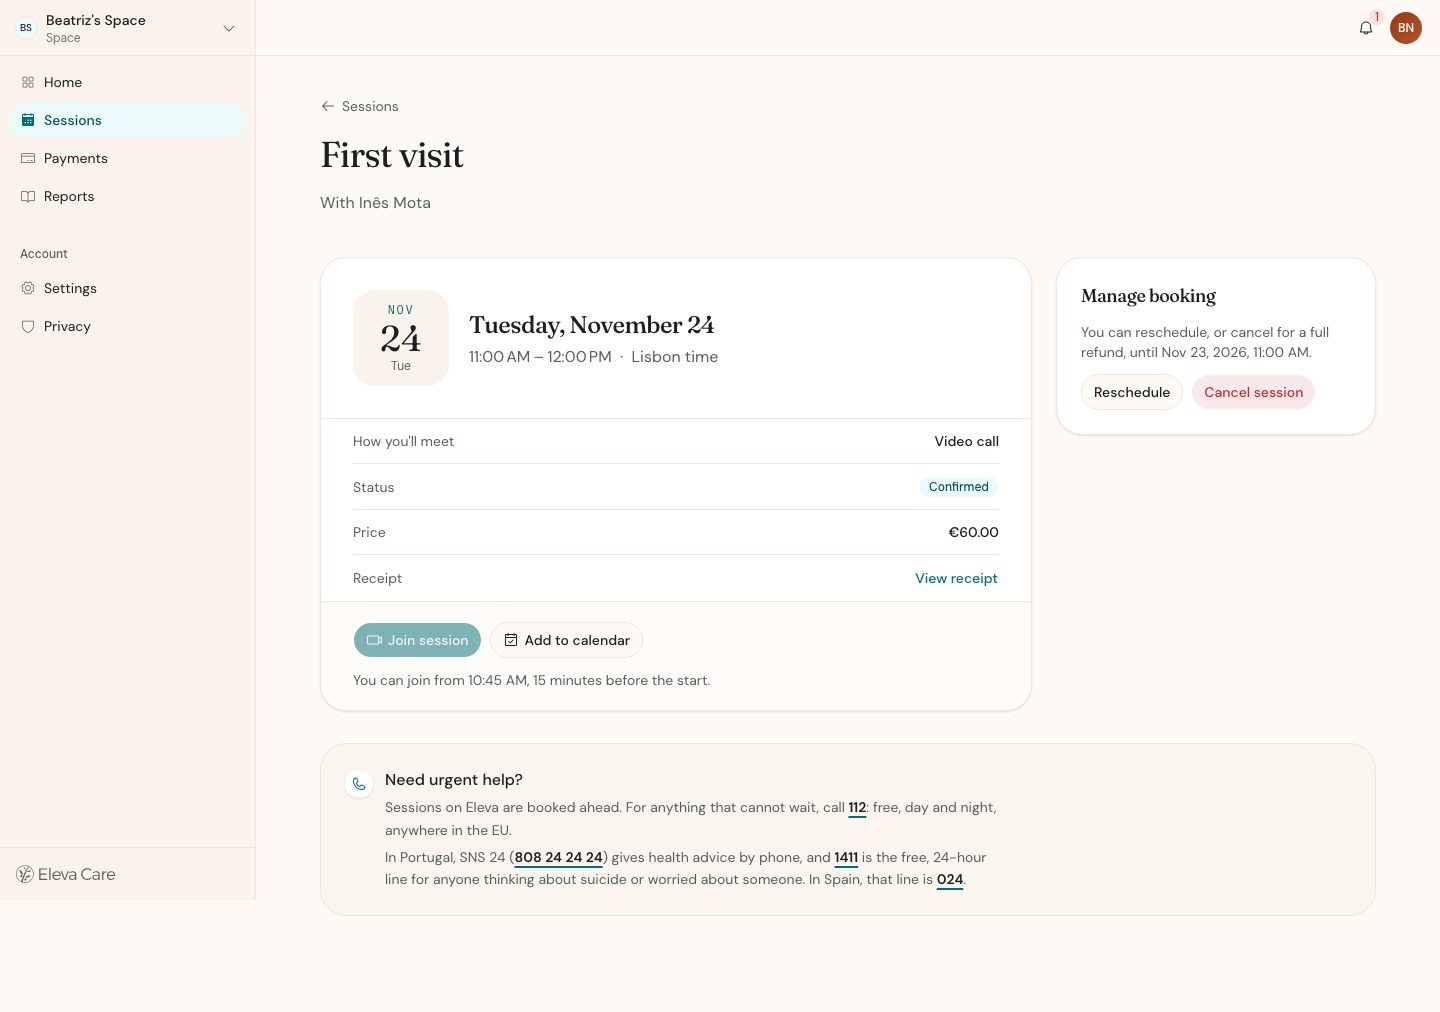 BS
Beatriz's Space
Space
1
BN
Home
Sessions
Payments
Reports
Account
Settings
Privacy
Eleva Care
Sessions
First visit
With Inês Mota
NOV
24
Tue
Tuesday, November 24
11:00 AM – 12:00 PM · Lisbon time
How you'll meet
Video call
Status
Confirmed
Price
€60.00
Receipt
View receipt
Join session
Add to calendar
You can join from 10:45 AM, 15 minutes before the start.
Manage booking
You can reschedule, or cancel for a full
refund, until Nov 23, 2026, 11:00 AM.
Reschedule
Cancel session
Need urgent help?
Sessions on Eleva are booked ahead. For anything that cannot wait, call 112: free, day and night,
anywhere in the EU.
In Portugal, SNS 24 (808 24 24 24) gives health advice by phone, and 1411 is the free, 24-hour
line for anyone thinking about suicide or worried about someone. In Spain, that line is 024.